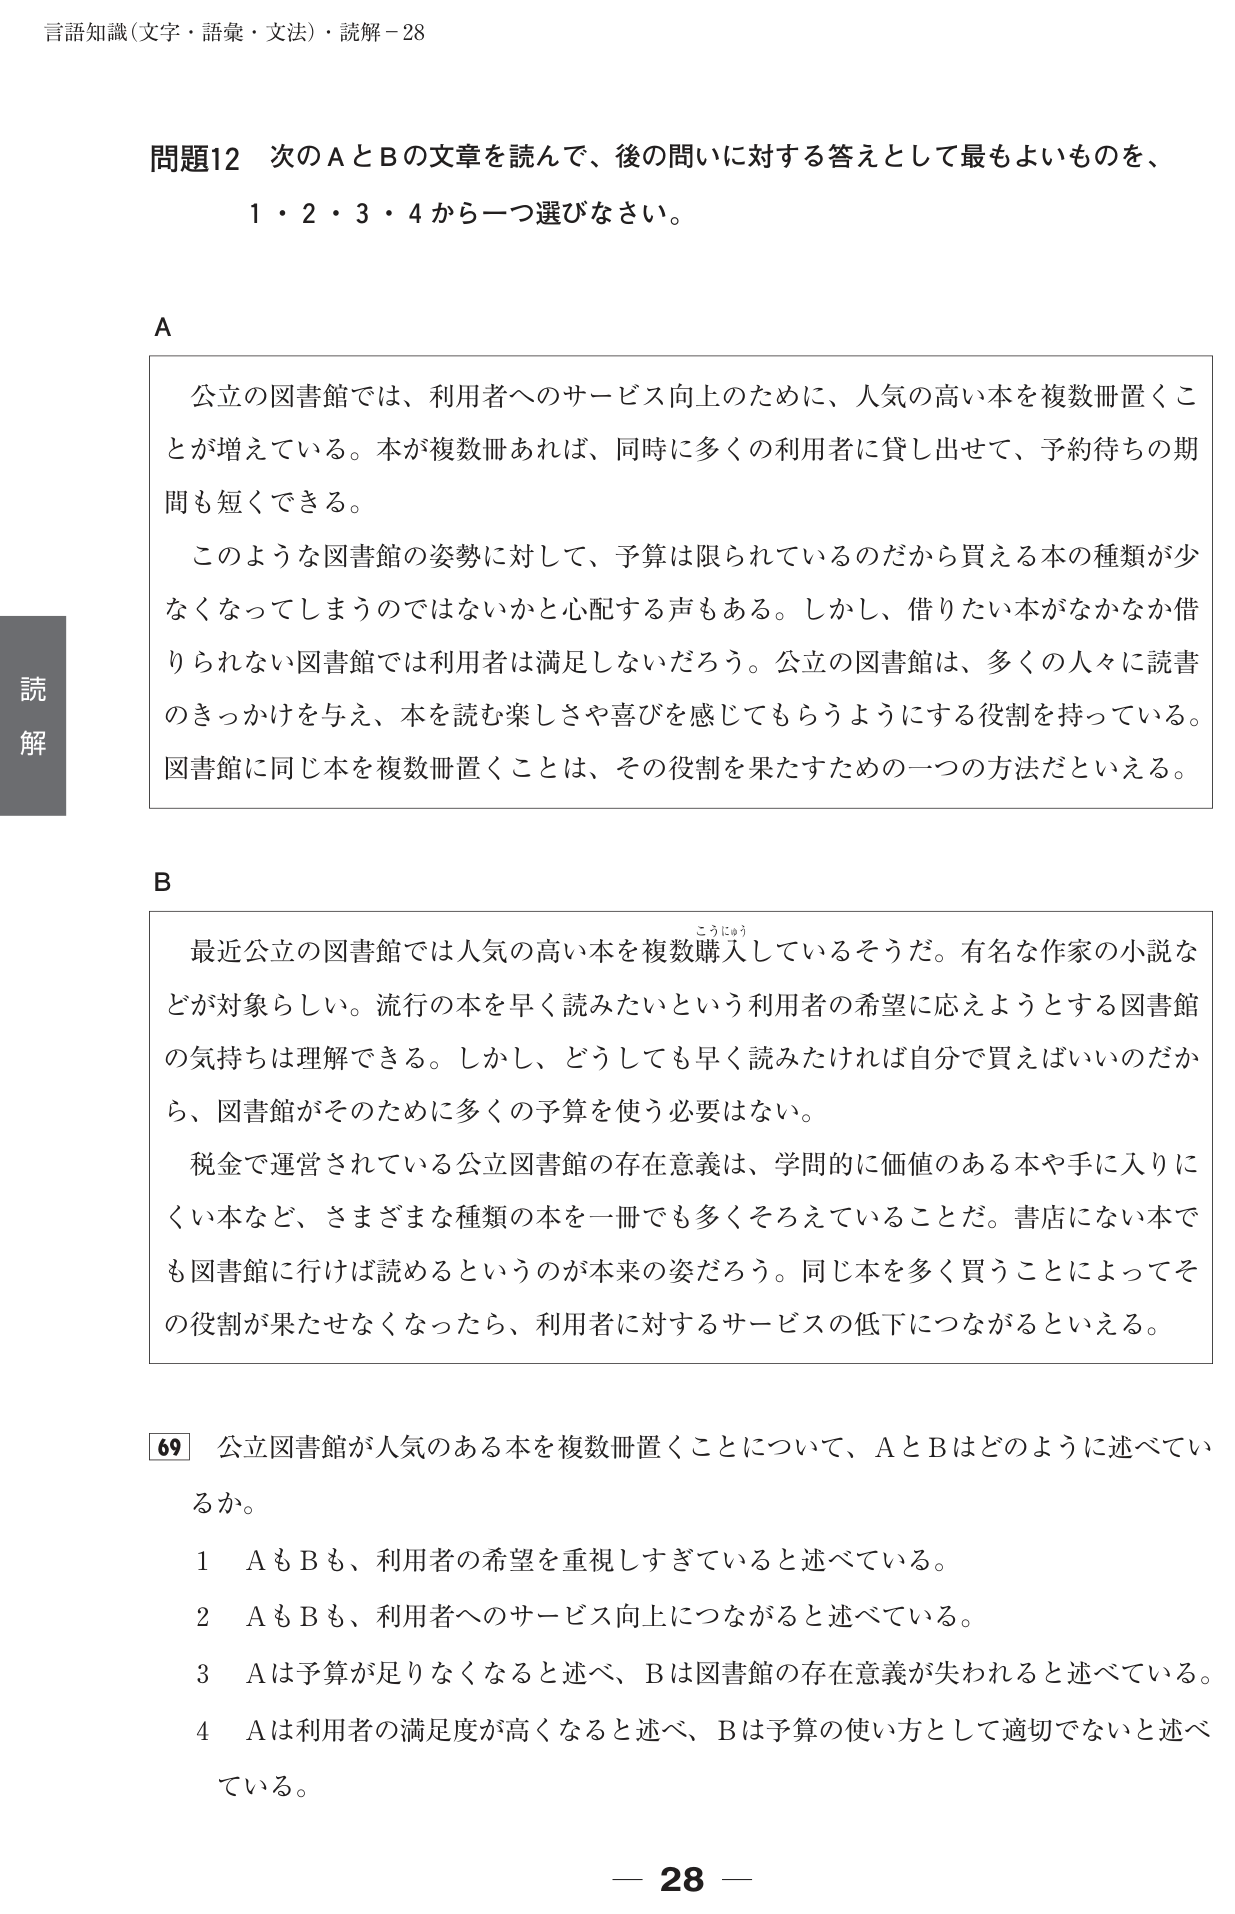 言語知識(文字・語彙・文法)・読解－28
問題12　次のＡとＢの文章を読んで、後の問いに対する答えとして最もよいものを、
1・2・3・4から一つ選びなさい。
A
公立の図書館では、利用者へのサービス向上のために、人気の高い本を複数冊置くこ
とが増えている。本が複数冊あれば、同時に多くの利用者に貸し出せて、予約待ちの期
間も短くできる。
このような図書館の姿勢に対して、予算は限られているのだから買える本の種類が少
なくなってしまうのではないかと心配する声もある。しかし、借りたい本がなかなか借
りられない図書館では利用者は満足しないだろう。公立の図書館は、多くの人々に読書
のきっかけを与え、本を読む楽しさや喜びを感じてもらうようにする役割を持っている。
図書館に同じ本を複数冊置くことは、その役割を果たすための一つの方法だといえる。
読解
B
こうにゅう
最近公立の図書館では人気の高い本を複数購入しているそうだ。有名な作家の小説な
どが対象らしい。流行の本を早く読みたいという利用者の希望に応えようとする図書館
の気持ちは理解できる。しかし、どうしても早く読みたければ自分で買えばいいのだか
ら、図書館がそのために多くの予算を使う必要はない。
税金で運営されている公立図書館の存在意義は、学問的に価値のある本や手に入りに
くい本など、さまざまな種類の本を一冊でも多くそろえていることだ。書店にない本で
も図書館に行けば読めるというのが本来の姿だろう。同じ本を多く買うことによってそ
の役割が果たせなくなったら、利用者に対するサービスの低下につながるといえる。
69　公立図書館が人気のある本を複数冊置くことについて、ＡとＢはどのように述べてい
るか。
1　ＡもＢも、利用者の希望を重視しすぎていると述べている。
2　ＡもＢも、利用者へのサービス向上につながると述べている。
3　Ａは予算が足りなくなると述べ、Ｂは図書館の存在意義が失われると述べている。
4　Ａは利用者の満足度が高くなると述べ、Ｂは予算の使い方として適切でないと述べ
ている。
— 28 —